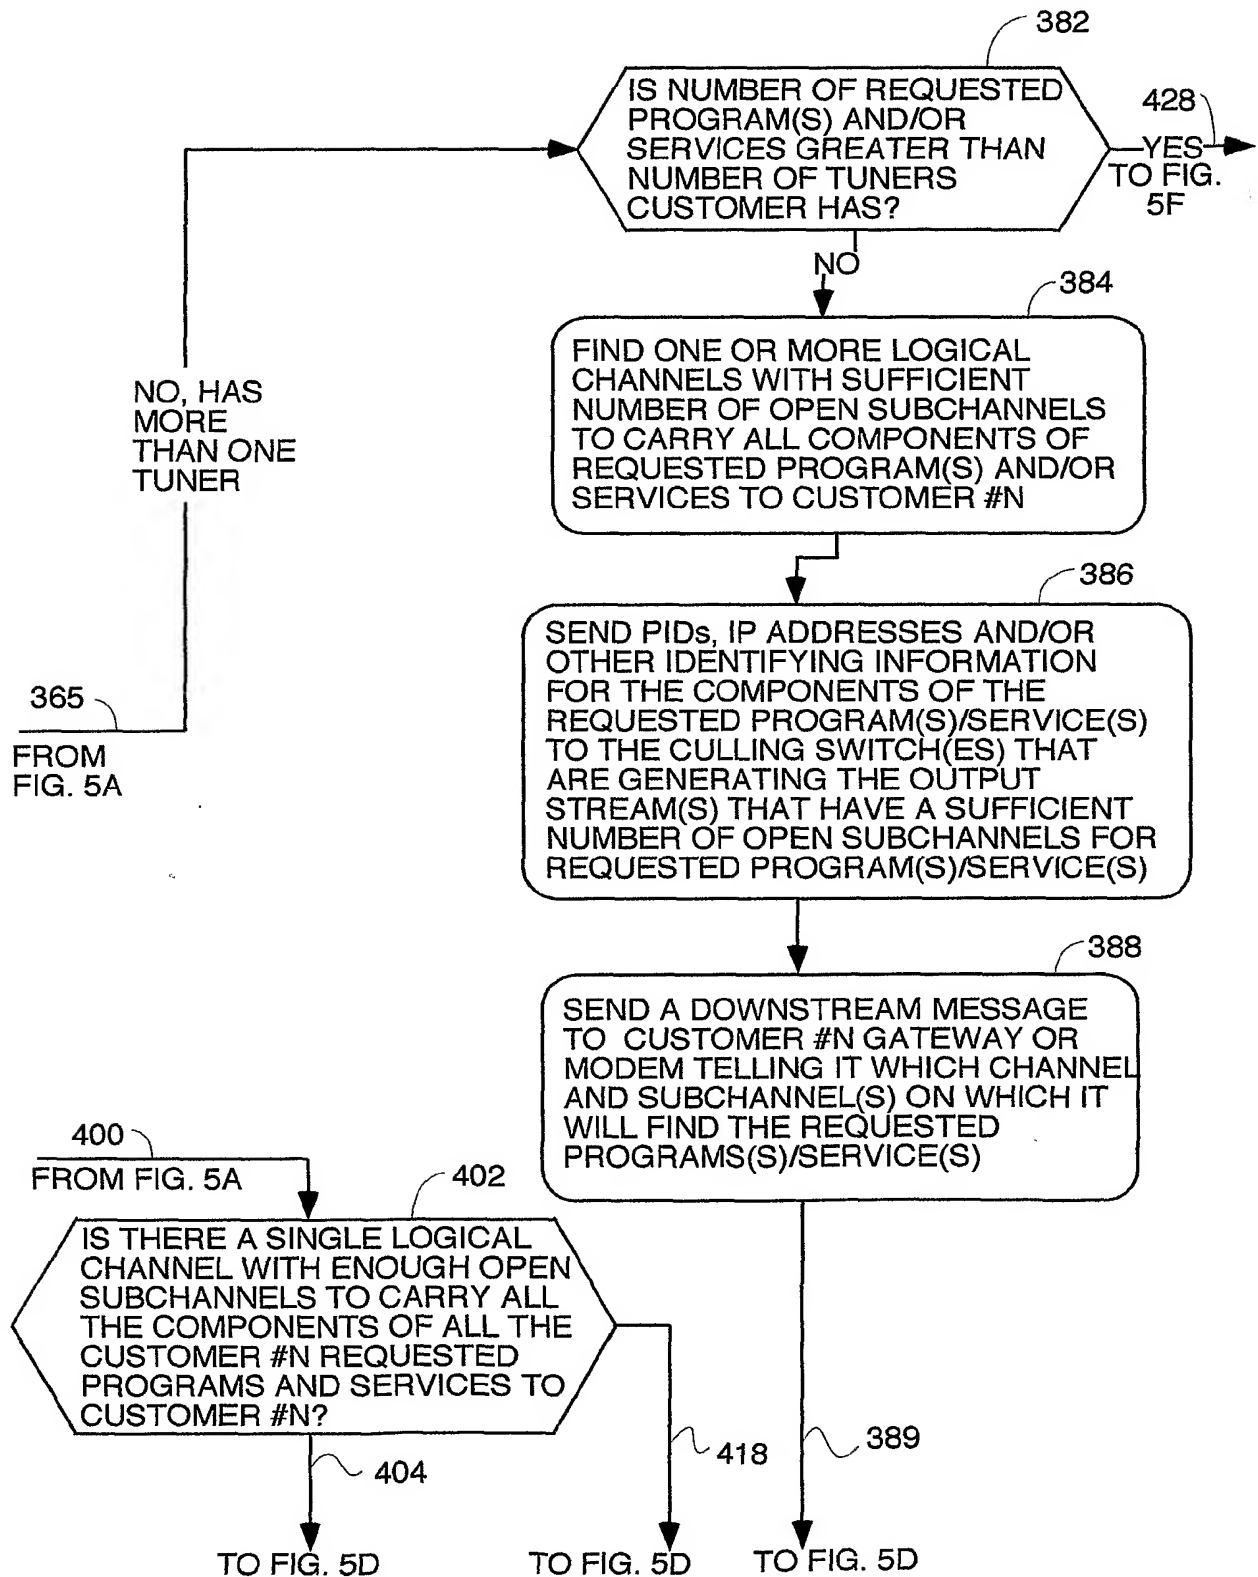 382
IS NUMBER OF REQUESTED
PROGRAM(S) AND/OR
SERVICES GREATER THAN
NUMBER OF TUNERS
CUSTOMER HAS?
428
YES
TO FIG.
5F
NO
384
FIND ONE OR MORE LOGICAL
CHANNELS WITH SUFFICIENT
NUMBER OF OPEN SUBCHANNELS
TO CARRY ALL COMPONENTS OF
REQUESTED PROGRAM(S) AND/OR
SERVICES TO CUSTOMER #N
NO, HAS
MORE
THAN ONE
TUNER
386
SEND PIDs, IP ADDRESSES AND/OR
OTHER IDENTIFYING INFORMATION
FOR THE COMPONENTS OF THE
REQUESTED PROGRAM(S)/SERVICE(S)
TO THE CULLING SWITCH(ES) THAT
ARE GENERATING THE OUTPUT
STREAM(S) THAT HAVE A SUFFICIENT
NUMBER OF OPEN SUBCHANNELS FOR
REQUESTED PROGRAM(S)/SERVICE(S)
365
FROM
FIG. 5A
388
SEND A DOWNSTREAM MESSAGE
TO CUSTOMER #N GATEWAY OR
MODEM TELLING IT WHICH CHANNEL
AND SUBCHANNEL(S) ON WHICH IT
WILL FIND THE REQUESTED
PROGRAMS(S)/SERVICE(S)
400
FROM FIG. 5A
402
IS THERE A SINGLE LOGICAL
CHANNEL WITH ENOUGH OPEN
SUBCHANNELS TO CARRY ALL
THE COMPONENTS OF ALL THE
CUSTOMER #N REQUESTED
PROGRAMS AND SERVICES TO
CUSTOMER #N?
404
418
389
TO FIG. 5D
TO FIG. 5D
TO FIG. 5D